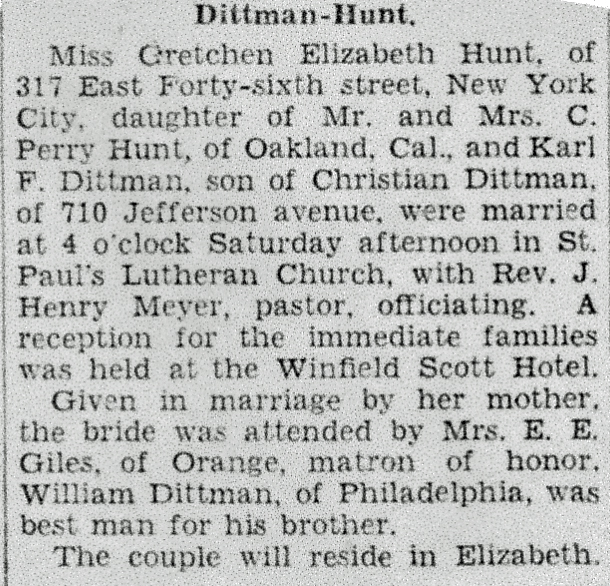 Dittman-Hunt.
Miss Gretchen Elizabeth Hunt, of
317 East Forty-sixth street, New York
City, daughter of Mr. and Mrs. C.
Perry Hunt, of Oakland, Cal., and Karl
F. Dittman, son of Christian Dittman,
of 710 Jefferson avenue, were married
at 4 o'clock Saturday afternoon in St.
Paul's Lutheran Church, with Rev. J.
Henry Meyer, pastor, officiating. A
reception for the immediate families
was held at the Winfield Scott Hotel.
Given in marriage by her mother,
the bride was attended by Mrs. E. E.
Giles, of Orange, matron of honor.
William Dittman, of Philadelphia, was
best man for his brother.
The couple will reside in Elizabeth.